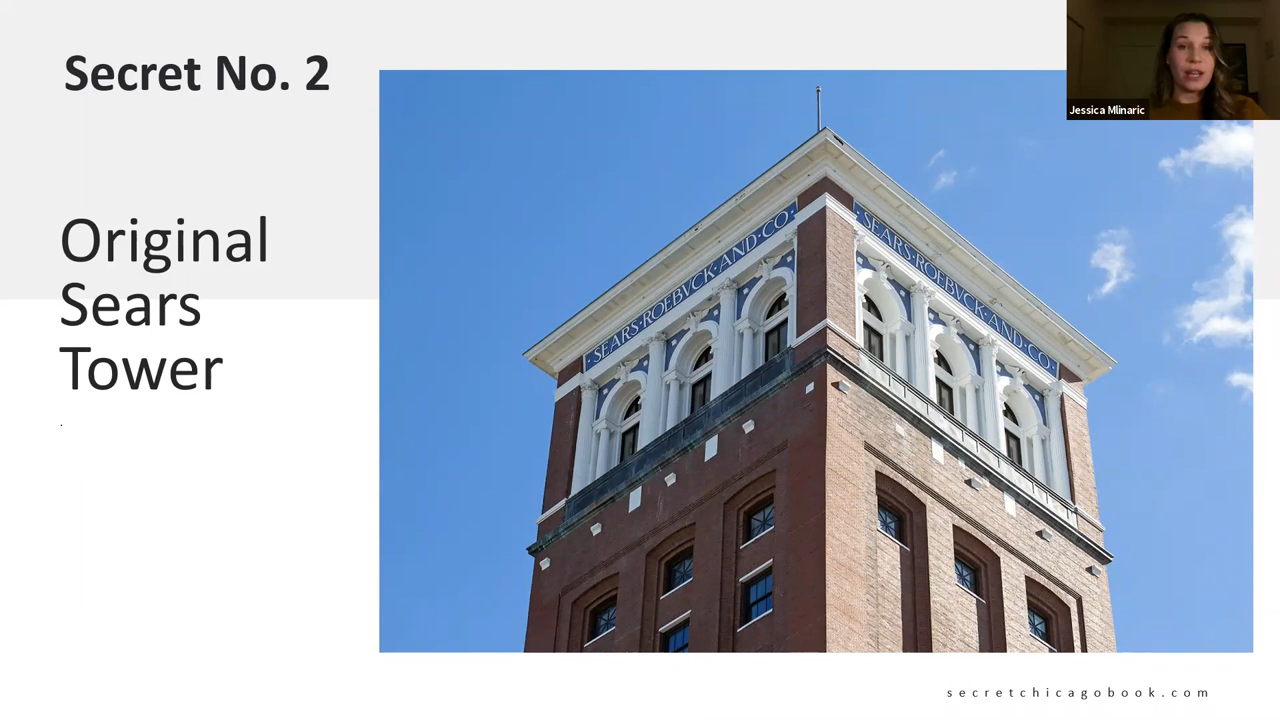 Secret No. 2
Jessica Mlinaric
Original
Sears
Tower
.
SEARS·ROEBVCK·AND·CO·
·SEARS·ROEBVCK·AND·CO·
secretchicagobook.com